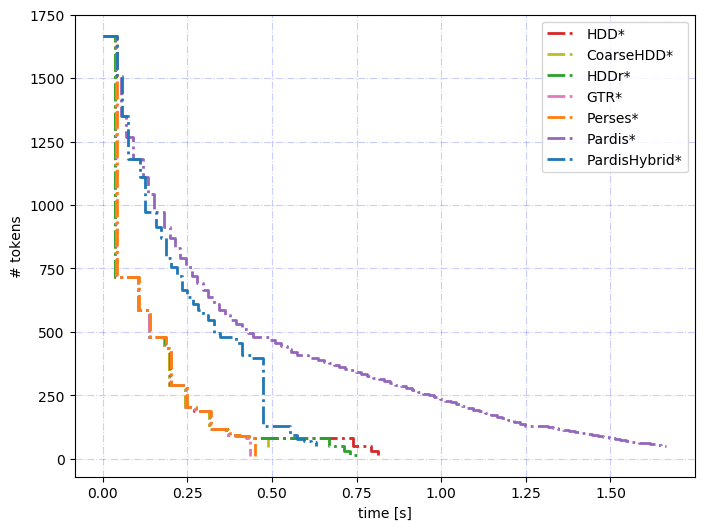 1750
1500
1250
1000
750
500
250
0
# tokens
HDD*
CoarseHDD*
HDDr*
GTR*
Perses*
Pardis*
PardisHybrid*
0.00 0.25 0.50 0.75 1.00 1.25 1.50
time [s]